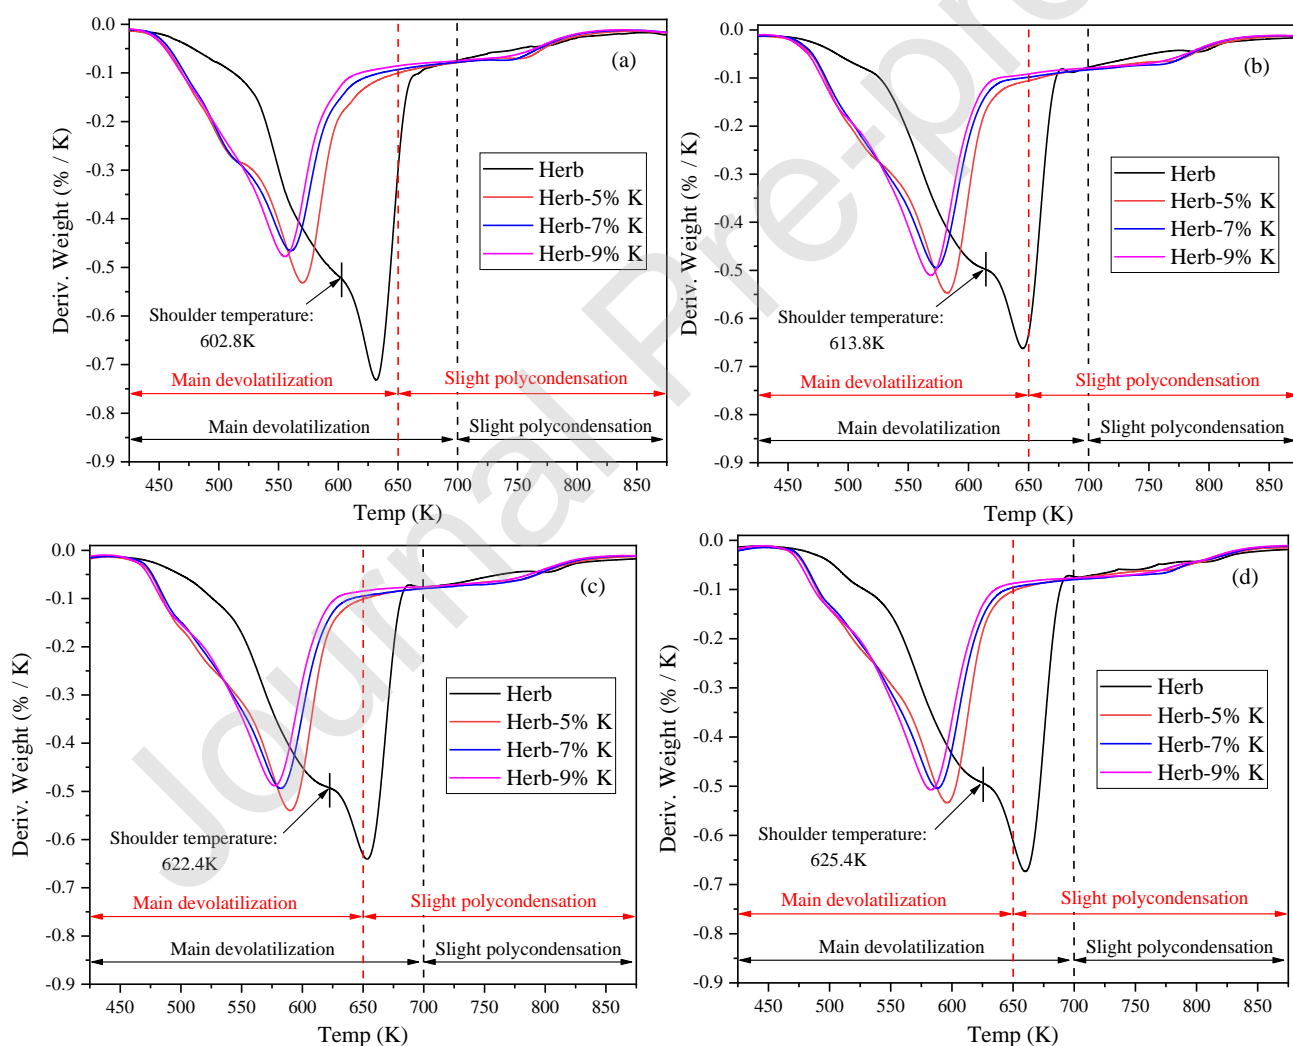 0.0
-0.1
-0.2
-0.3
-0.4
-0.5
-0.6
-0.7
-0.8
-0.9
Deriv. Weight (% / K)
(a)
Herb
Herb-5% K
Herb-7% K
Herb-9% K
Shoulder temperature:
602.8K
Main devolatilization
Slight polycondensation
Main devolatilization
Slight polycondensation
450 500 550 600 650 700 750 800 850
Temp (K)
0.0
-0.1
-0.2
-0.3
-0.4
-0.5
-0.6
-0.7
-0.8
-0.9
Deriv. Weight (% / K)
(b)
Herb
Herb-5% K
Herb-7% K
Herb-9% K
Shoulder temperature:
613.8K
Main devolatilization
Slight polycondensation
Main devolatilization
Slight polycondensation
450 500 550 600 650 700 750 800 850
Temp (K)
0.0
-0.1
-0.2
-0.3
-0.4
-0.5
-0.6
-0.7
-0.8
-0.9
Deriv. Weight (% / K)
(c)
Herb
Herb-5% K
Herb-7% K
Herb-9% K
Shoulder temperature:
622.4K
Main devolatilization
Slight polycondensation
Main devolatilization
Slight polycondensation
450 500 550 600 650 700 750 800 850
Temp (K)
0.0
-0.1
-0.2
-0.3
-0.4
-0.5
-0.6
-0.7
-0.8
-0.9
Deriv. Weight (% / K)
(d)
Herb
Herb-5% K
Herb-7% K
Herb-9% K
Shoulder temperature:
625.4K
Main devolatilization
Slight polycondensation
Main devolatilization
Slight polycondensation
450 500 550 600 650 700 750 800 850
Temp (K)
Journal Pre-pr